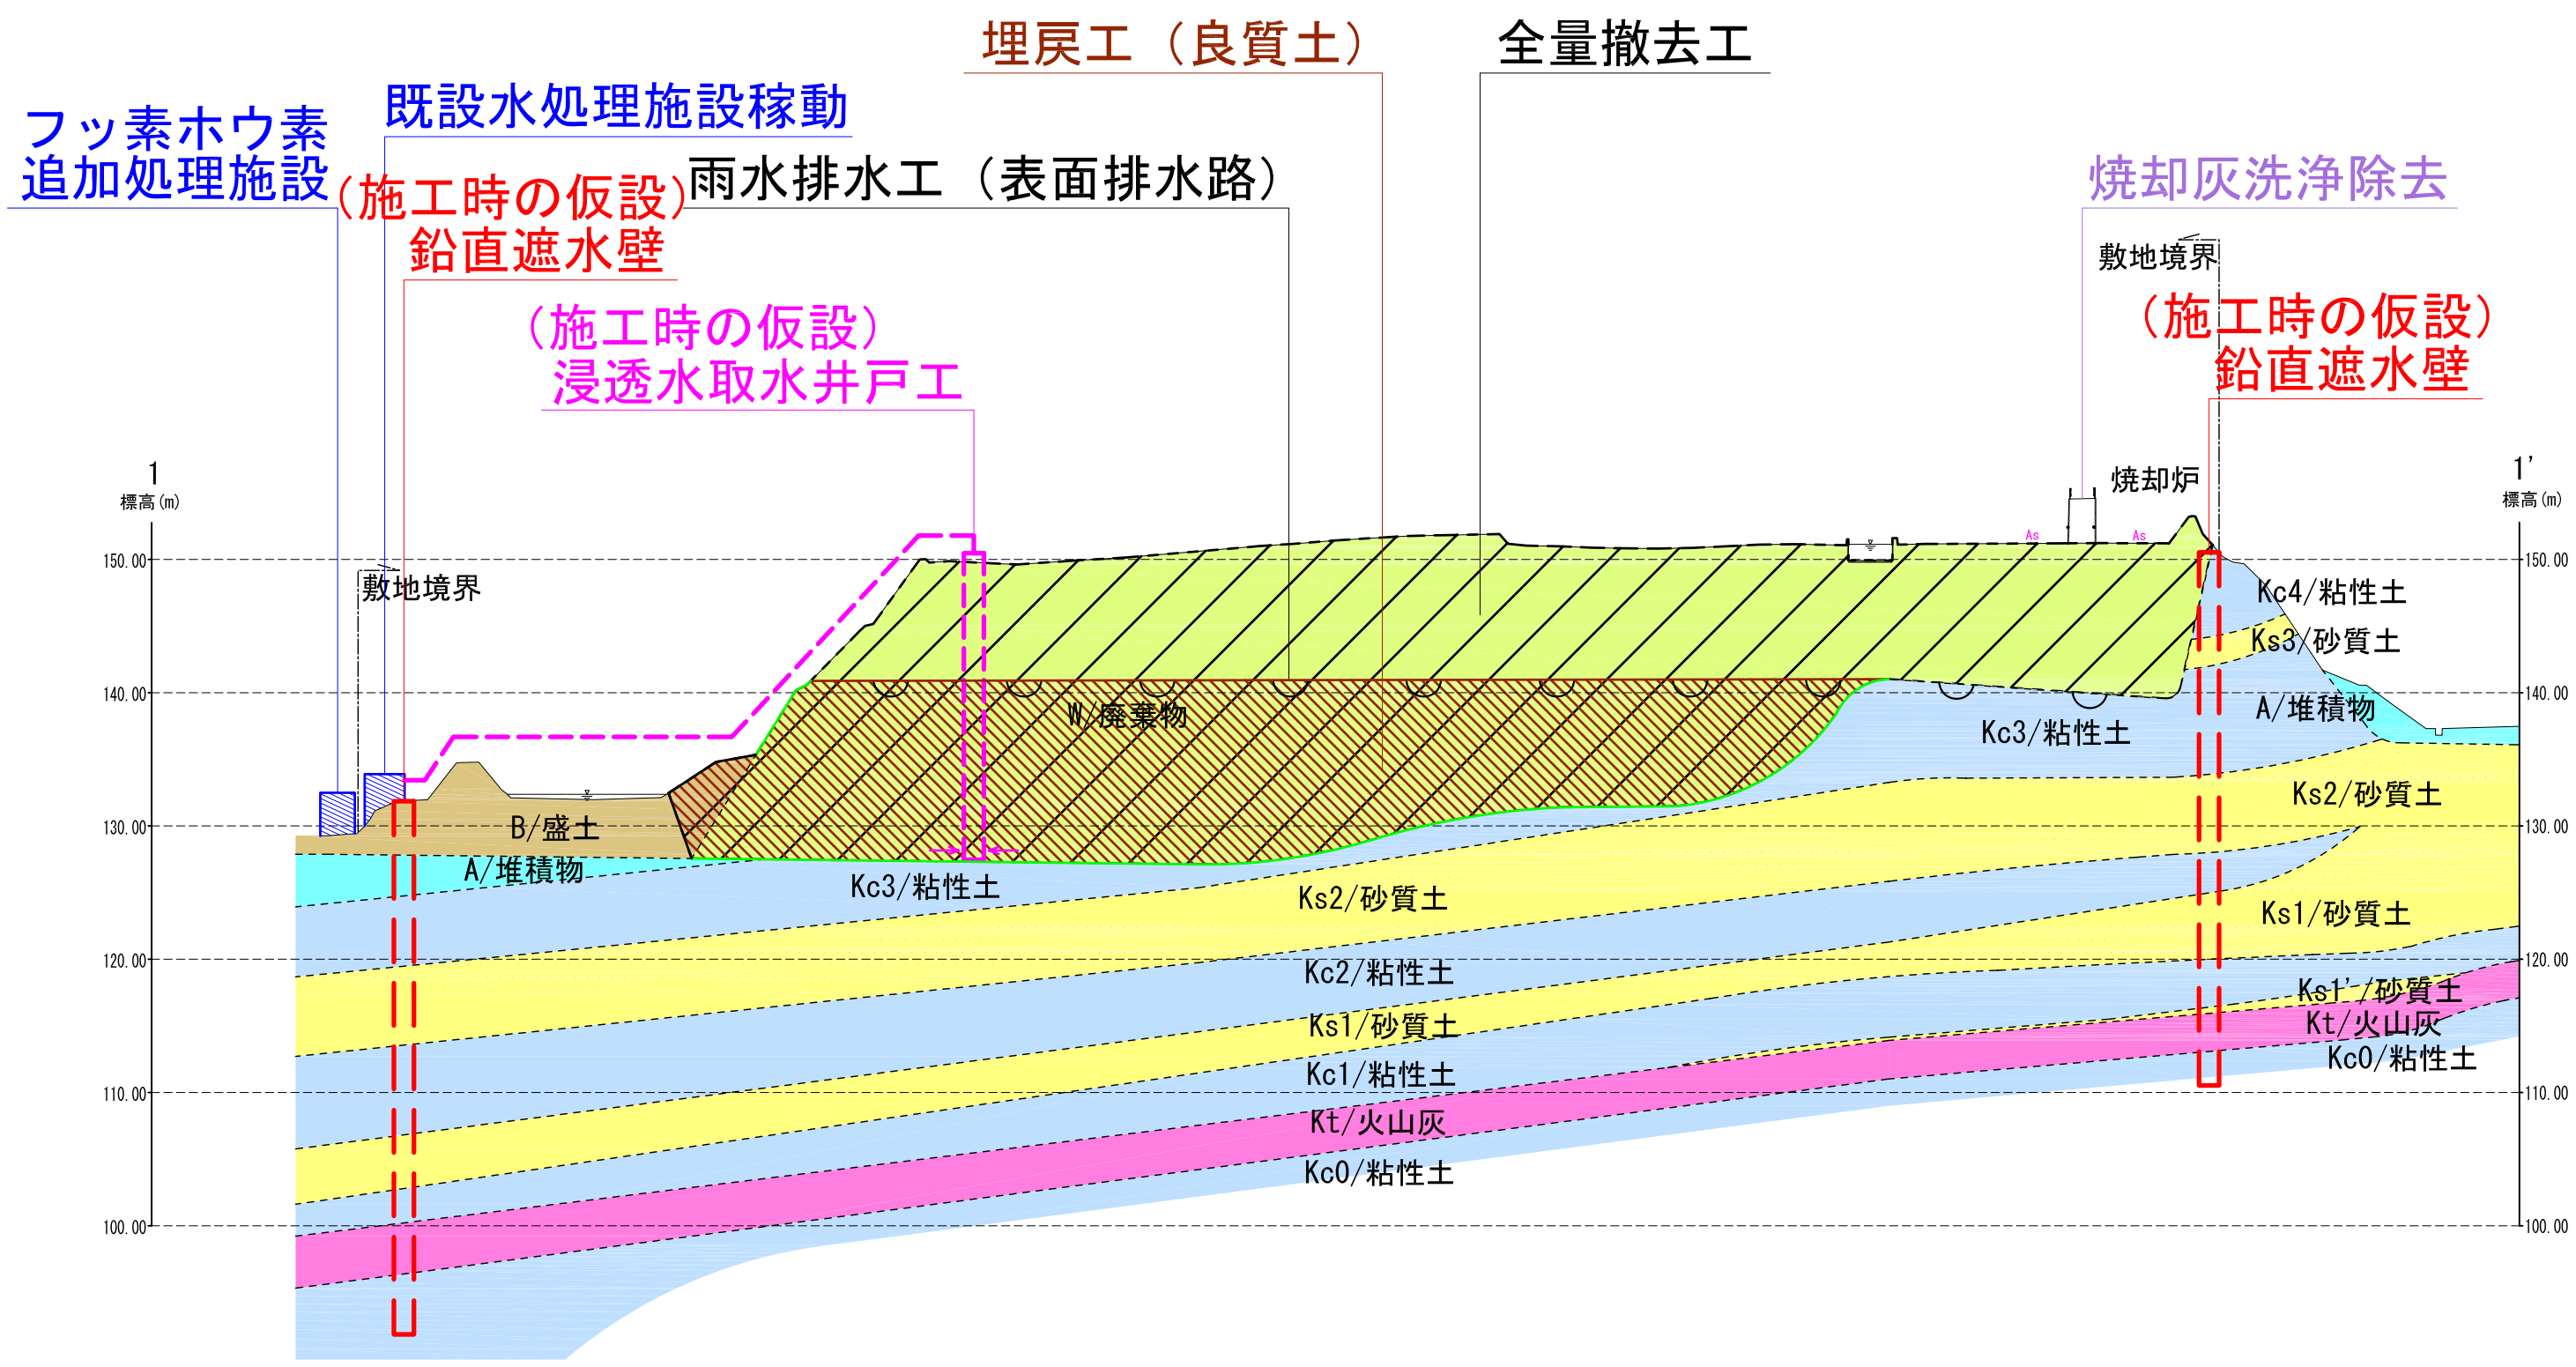 埋戻工（良質土）
全量撤去工
既設水処理施設稼動
フッ素ホウ素
追加処理施設
雨水排水工（表面排水路）
焼却灰洗浄除去
（施工時の仮設）
鉛直遮水壁
敷地境界
（施工時の仮設）
浸透水取水井戸工
（施工時の仮設）
鉛直遮水壁
1
標高(m)
1'
標高(m)
焼却炉
As
As
150.00
150.00
敷地境界
Kc4/粘性土
Ks3/砂質土
140.00
140.00
W/廃棄物
A/堆積物
Kc3/粘性土
Ks2/砂質土
130.00
130.00
B/盛土
A/堆積物
Kc3/粘性土
Ks2/砂質土
Ks1/砂質土
120.00
120.00
Kc2/粘性土
Ks1'/砂質土
Ks1/砂質土
Kt/火山灰
Kc0/粘性土
Kc1/粘性土
110.00
110.00
Kt/火山灰
Kc0/粘性土
100.00
100.00